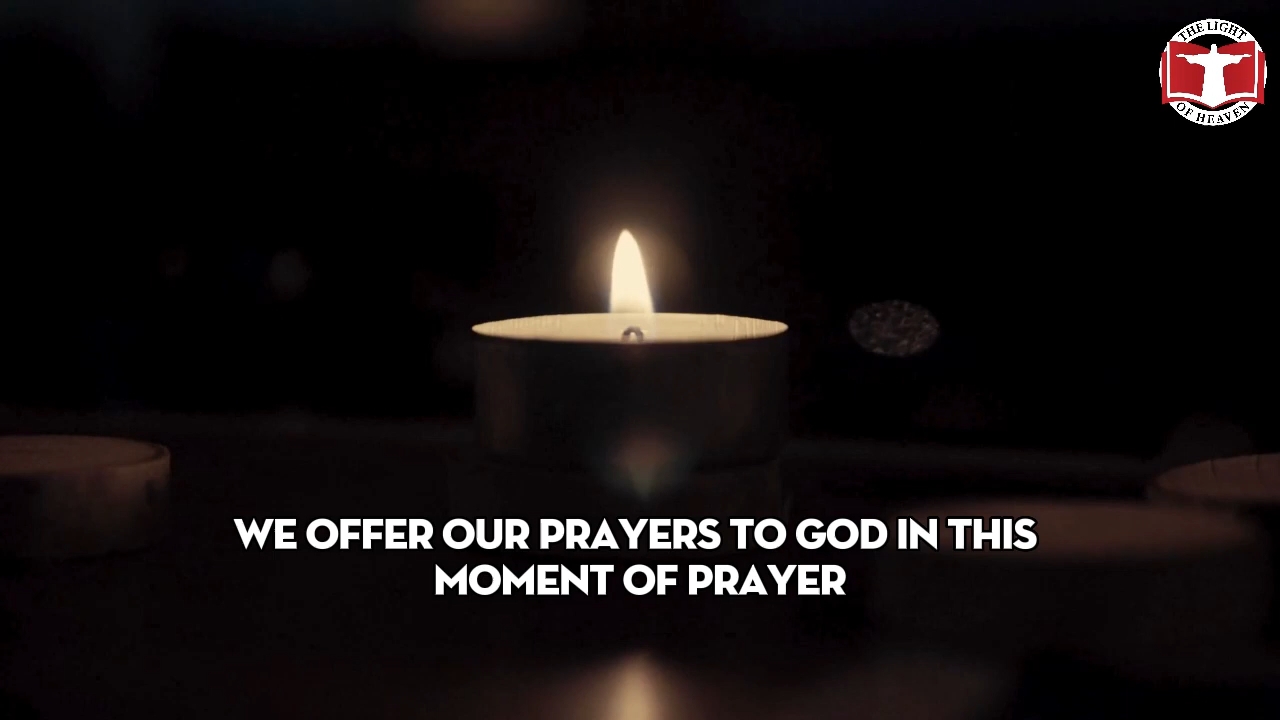 THE LIGHT
OF HEAVEN
WE OFFER OUR PRAYERS TO GOD IN THIS
MOMENT OF PRAYER